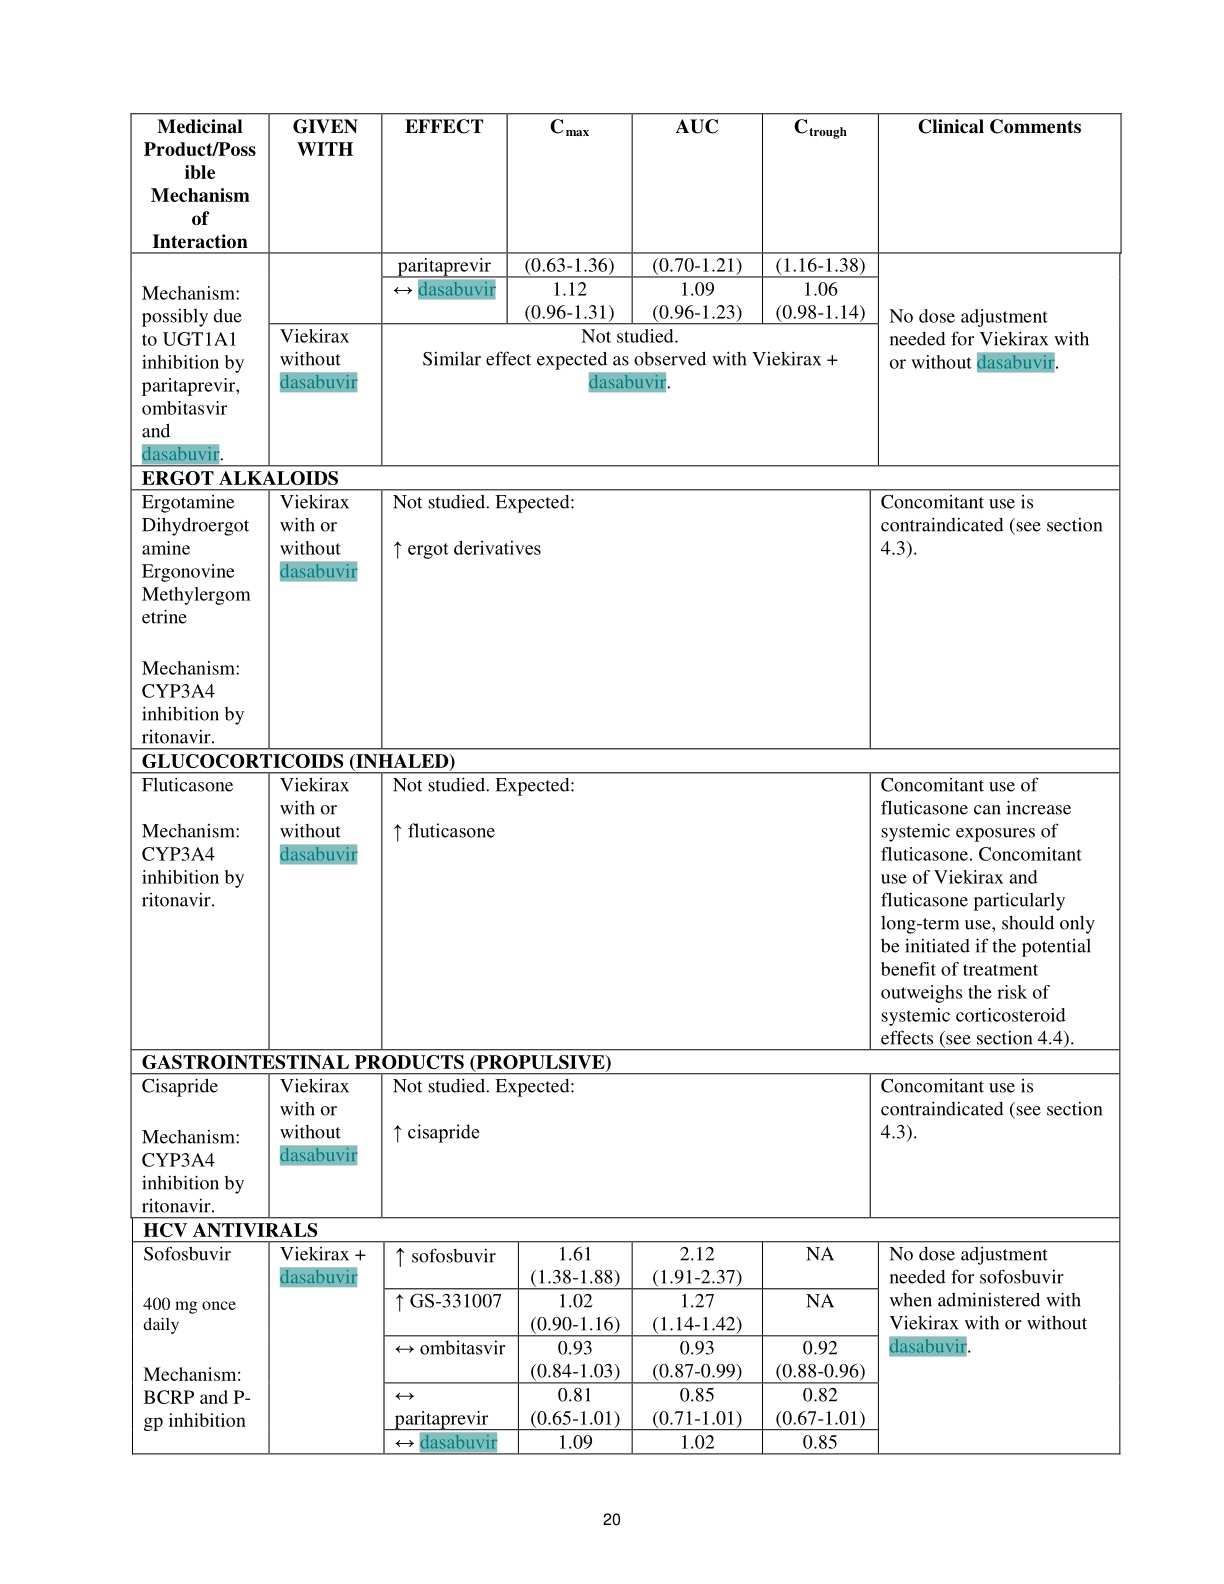 Medicinal
Product/Poss
ible
Mechanism
of
Interaction
GIVEN
WITH
EFFECT
Cmax
AUC
Ctrough
Clinical Comments
Mechanism:
possibly due
to UGT1A1
inhibition by
paritaprevir,
ombitasvir
and
dasabuvir.
paritaprevir
(0.63-1.36)
(0.70-1.21)
(1.16-1.38)
↔ dasabuvir
1.12
(0.96-1.31)
1.09
(0.96-1.23)
1.06
(0.98-1.14)
Viekirax
without
dasabuvir
Not studied.
Similar effect expected as observed with Viekirax +
dasabuvir.
No dose adjustment
needed for Viekirax with
or without dasabuvir.
ERGOT ALKALOIDS
Ergotamine
Dihydroergot
amine
Ergonovine
Methylergom
etrine
Mechanism:
CYP3A4
inhibition by
ritonavir.
Viekirax
with or
without
dasabuvir
Not studied. Expected:
↑ ergot derivatives
Concomitant use is
contraindicated (see section
4.3).
GLUCOCORTICOIDS (INHALED)
Fluticasone
Mechanism:
CYP3A4
inhibition by
ritonavir.
Viekirax
with or
without
dasabuvir
Not studied. Expected:
↑ fluticasone
Concomitant use of
fluticasone can increase
systemic exposures of
fluticasone. Concomitant
use of Viekirax and
fluticasone particularly
long-term use, should only
be initiated if the potential
benefit of treatment
outweighs the risk of
systemic corticosteroid
effects (see section 4.4).
GASTROINTESTINAL PRODUCTS (PROPULSIVE)
Cisapride
Mechanism:
CYP3A4
inhibition by
ritonavir.
Viekirax
with or
without
dasabuvir
Not studied. Expected:
↑ cisapride
Concomitant use is
contraindicated (see section
4.3).
HCV ANTIVIRALS
Sofosbuvir
400 mg once
daily
Mechanism:
BCRP and P-
gp inhibition
Viekirax +
dasabuvir
↑ sofosbuvir
1.61
(1.38-1.88)
2.12
(1.91-2.37)
NA
↑ GS-331007
1.02
(0.90-1.16)
1.27
(1.14-1.42)
NA
↔ ombitasvir
0.93
(0.84-1.03)
0.93
(0.87-0.99)
0.92
(0.88-0.96)
↔
paritaprevir
0.81
(0.65-1.01)
0.85
(0.71-1.01)
0.82
(0.67-1.01)
↔ dasabuvir
1.09
1.02
0.85
No dose adjustment
needed for sofosbuvir
when administered with
Viekirax with or without
dasabuvir.
20